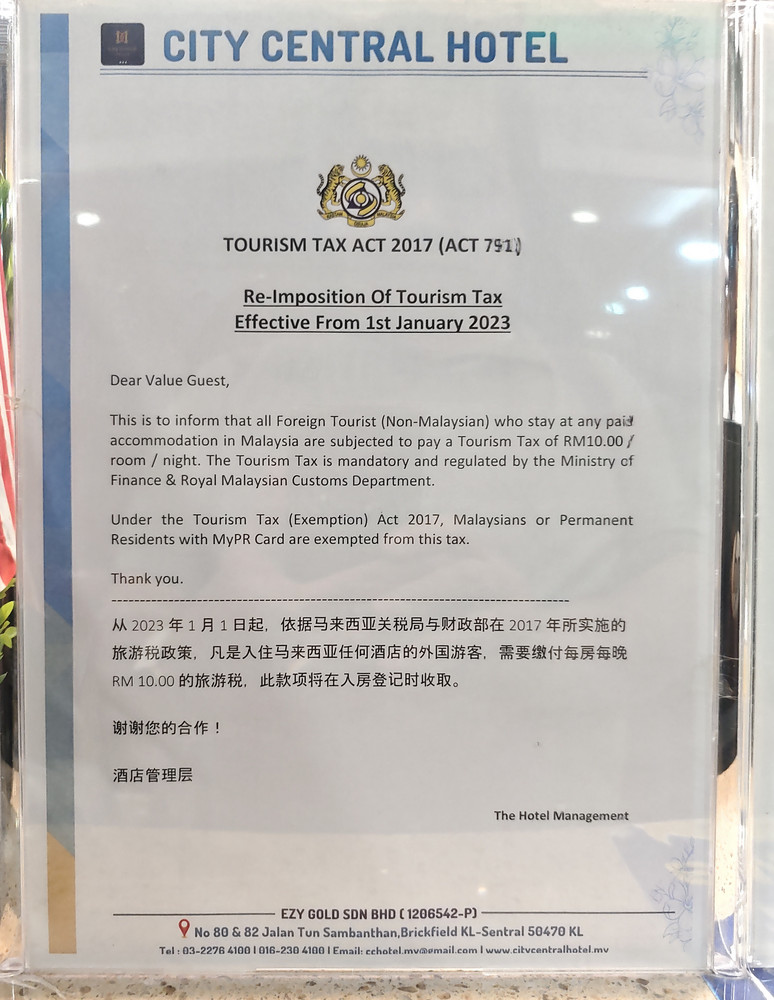 CITY CENTRAL HOTEL
TOURISM TAX ACT 2017 (ACT 791)
Re-Imposition Of Tourism Tax
Effective From 1st January 2023
Dear Value Guest,
This is to inform that all Foreign Tourist (Non-Malaysian) who stay at any paid
accommodation in Malaysia are subjected to pay a Tourism Tax of RM10.00 /
room / night. The Tourism Tax is mandatory and regulated by the Ministry of
Finance & Royal Malaysian Customs Department.
Under the Tourism Tax (Exemption) Act 2017, Malaysians or Permanent
Residents with MyPR Card are exempted from this tax.
Thank you.
从 2023 年 1 月 1 日起，依据马来西亚关税局与财政部在 2017 年所实施的
旅游税政策，凡是入住马来西亚任何酒店的外国游客，需要缴付每房每晚
RM 10.00 的旅游税，此款项将在入房登记时收取。
谢谢您的合作！
酒店管理层
The Hotel Management
EZY GOLD SDN BHD ( 1206542-P)
No 80 & 82 Jalan Tun Sambanthan,Brickfield KL-Sentral 50470 KL
Tel : 03-2276 4100 | 016-230 4100 | Email: cchotel.my@gmail.com | www.citycentralhotel.my